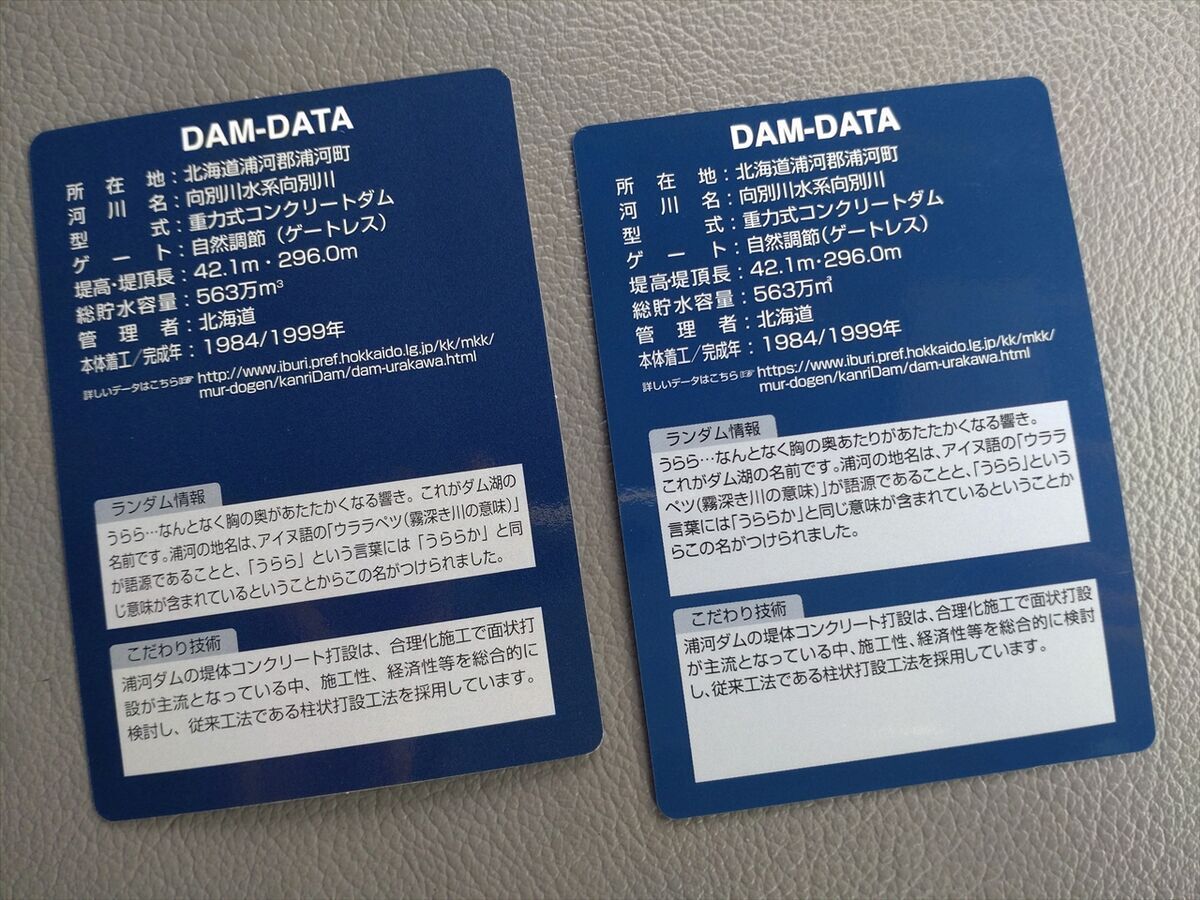 DAM-DATA
所在地：北海道浦河郡浦河町
河川名：向別川水系向別川
型式：重力式コンクリートダム
ゲート：自然調節（ゲートレス）
堤高・堤頂長：42.1m・296.0m
総貯水容量：563万m³
管理者：北海道
本体着工／完成年：1984/1999年
詳しいデータはこちら☞ http://www.iburi.pref.hokkaido.lg.jp/kk/mkk/
mur-dogen/kanriDam/dam-urakawa.html
ランダム情報
うらら…なんとなく胸の奥があたたかくなる響き。これがダム湖の
名前です。浦河の地名は、アイヌ語の「ウララペツ（霧深き川の意味）」
が語源であることと、「うらら」という言葉には「うららか」と同
じ意味が含まれているということからこの名がつけられました。
こだわり技術
浦河ダムの堤体コンクリート打設は、合理化施工で面状打
設が主流となっている中、施工性、経済性等を総合的に
検討し、従来工法である柱状打設工法を採用しています。
DAM-DATA
所在地：北海道浦河郡浦河町
河川名：向別川水系向別川
型式：重力式コンクリートダム
ゲート：自然調節（ゲートレス）
堤高・堤頂長：42.1m・296.0m
総貯水容量：563万㎥
管理者：北海道
本体着工／完成年：1984/1999年
詳しいデータはこちら☞ https://www.iburi.pref.hokkaido.lg.jp/kk/mkk/
mur-dogen/kanriDam/dam-urakawa.html
ランダム情報
うらら…なんとなく胸の奥あたりがあたたかくなる響き。
これがダム湖の名前です。浦河の地名は、アイヌ語の「ウララ
ペツ（霧深き川の意味）」が語源であることと、「うらら」という
言葉には「うららか」と同じ意味が含まれているということか
らこの名がつけられました。
こだわり技術
浦河ダムの堤体コンクリート打設は、合理化施工で面状打設
が主流となっている中、施工性、経済性等を総合的に検討
し、従来工法である柱状打設工法を採用しています。